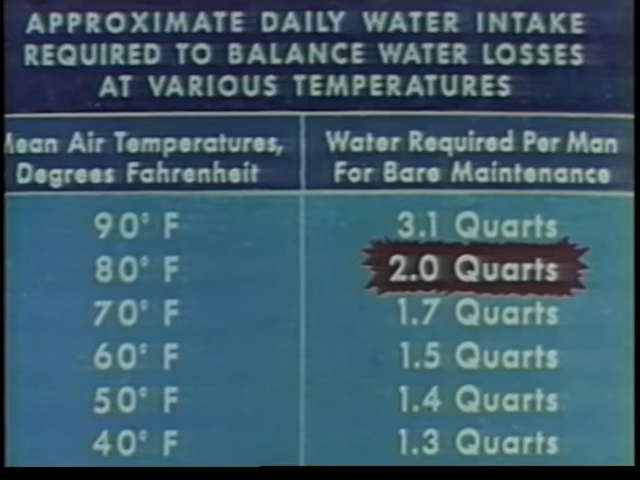 APPROXIMATE DAILY WATER INTAKE
REQUIRED TO BALANCE WATER LOSSES
AT VARIOUS TEMPERATURES
Mean Air Temperatures, Water Required Per Man
Degrees Fahrenheit For Bare Maintenance
90° F 3.1 Quarts
80° F 2.0 Quarts
70° F 1.7 Quarts
60° F 1.5 Quarts
50° F 1.4 Quarts
40° F 1.3 Quarts